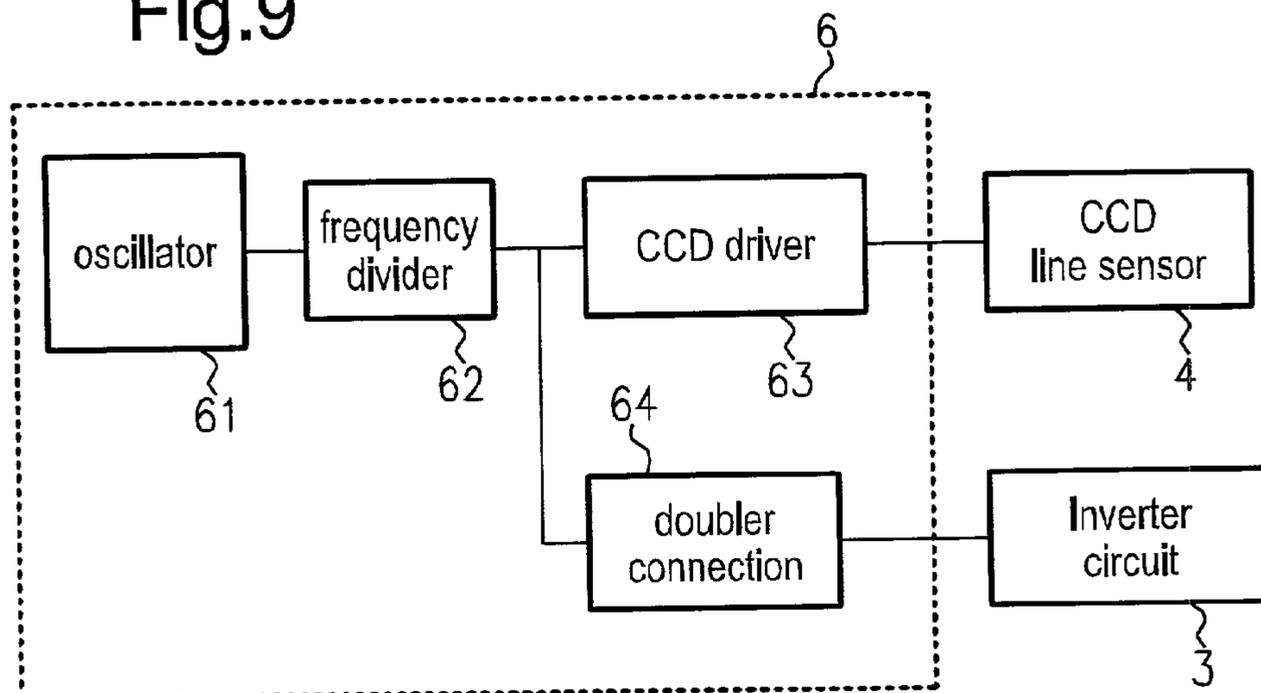 Fig.9
6
oscillator
61
frequency
divider
62
CCD driver
63
CCD
line sensor
4
64
doubler
connection
Inverter
circuit
3